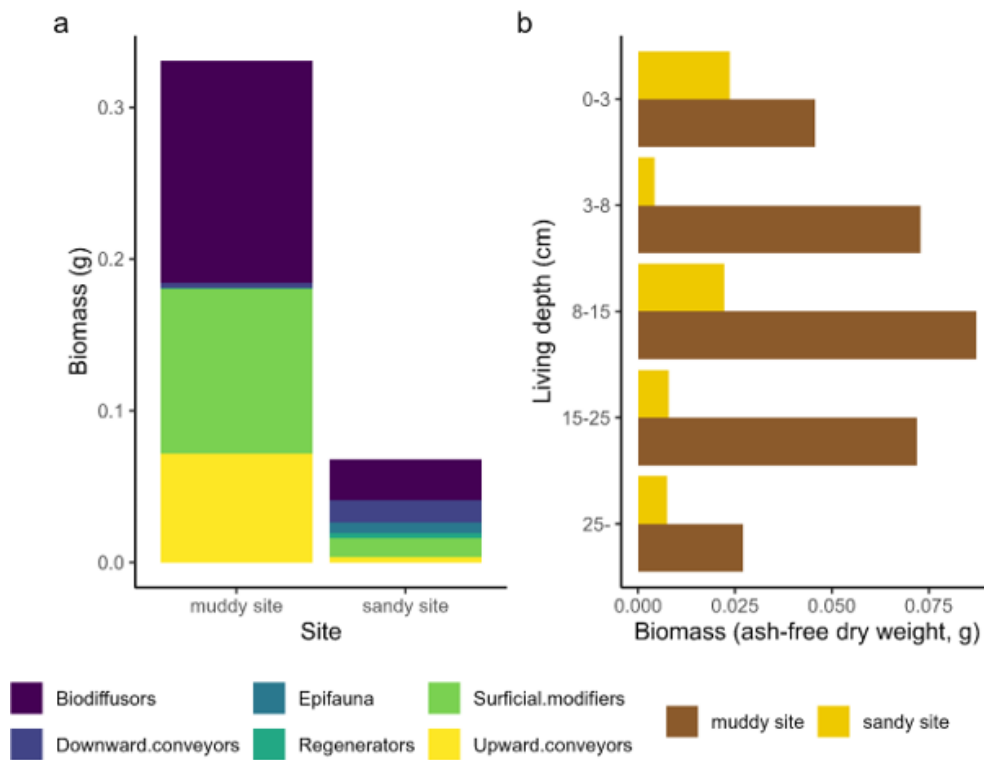 a
0.3
0.2
0.1
0.0
Biomass (g)
muddy site sandy site
Site
b
0-3
3-8
8-15
15-25
25-
Living depth (cm)
0.000 0.025 0.050 0.075
Biomass (ash-free dry weight, g)
Biodiffusors Epifauna Surficial.modifiers
Downward.conveyors Regenerators Upward.conveyors
muddy site sandy site